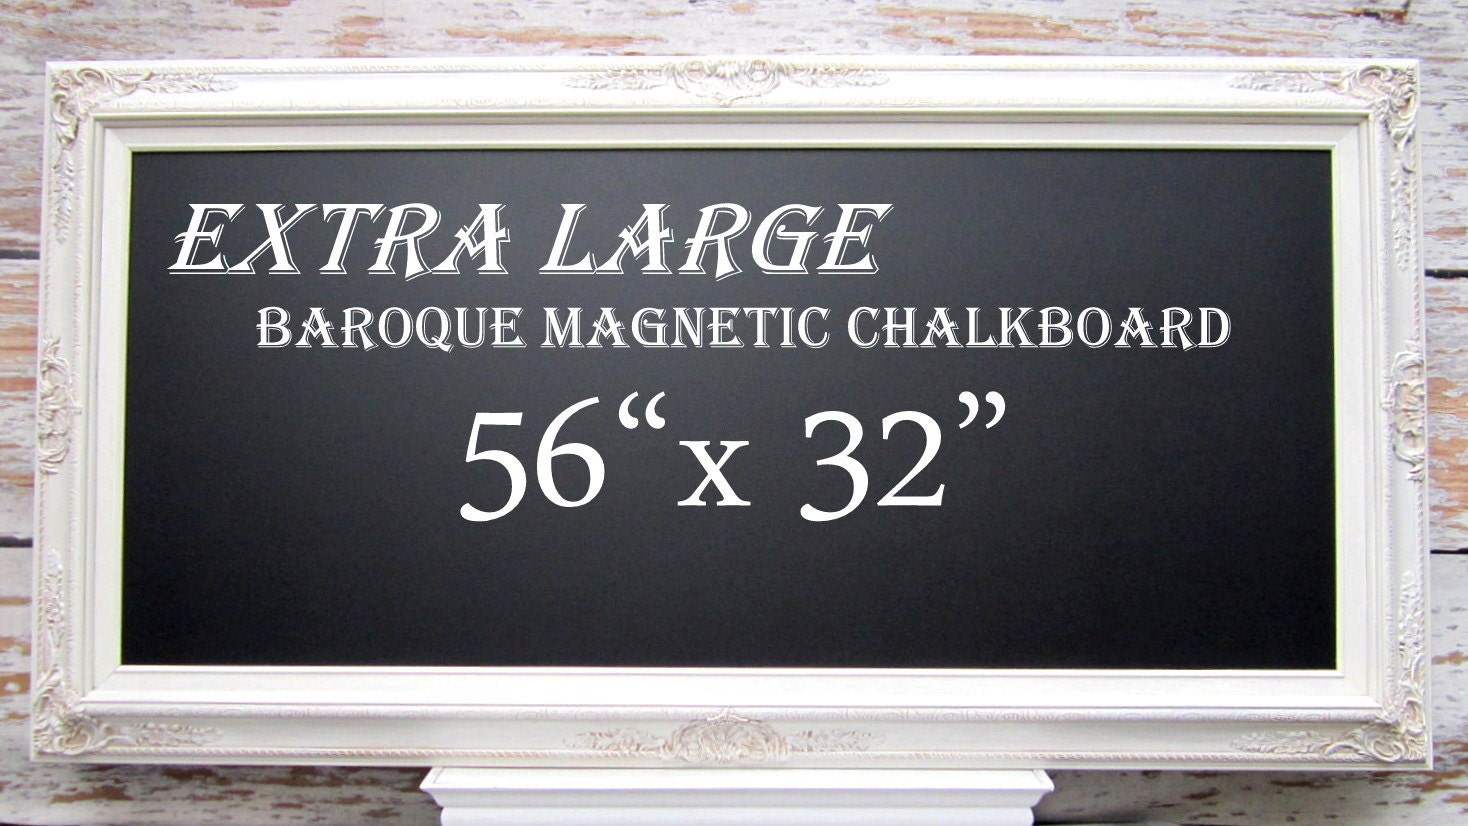 EXTRA LARGE
BAROQUE MAGNETIC CHALKBOARD
56“x 32”